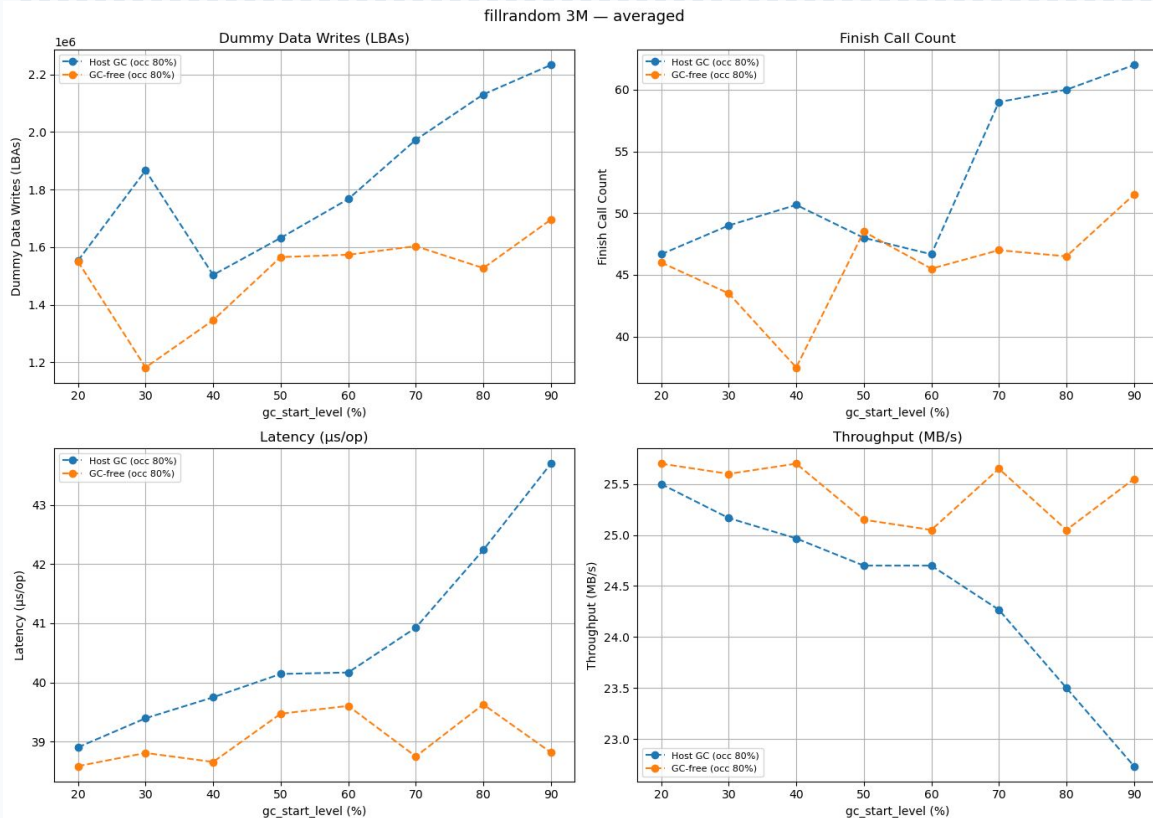 fillrandom 3M — averaged
Dummy Data Writes (LBAs)
1e6
Host GC (occ 80%)
GC-free (occ 80%)
2.2
2.0
1.8
1.6
1.4
1.2
Dummy Data Writes (LBAs)
20 30 40 50 60 70 80 90
gc_start_level (%)
Finish Call Count
Host GC (occ 80%)
GC-free (occ 80%)
60
55
50
45
40
Finish Call Count
20 30 40 50 60 70 80 90
gc_start_level (%)
Latency (μs/op)
Host GC (occ 80%)
GC-free (occ 80%)
43
42
41
40
39
Latency (μs/op)
20 30 40 50 60 70 80 90
gc_start_level (%)
Throughput (MB/s)
25.5
25.0
24.5
24.0
23.5
23.0
Throughput (MB/s)
Host GC (occ 80%)
GC-free (occ 80%)
20 30 40 50 60 70 80 90
gc_start_level (%)